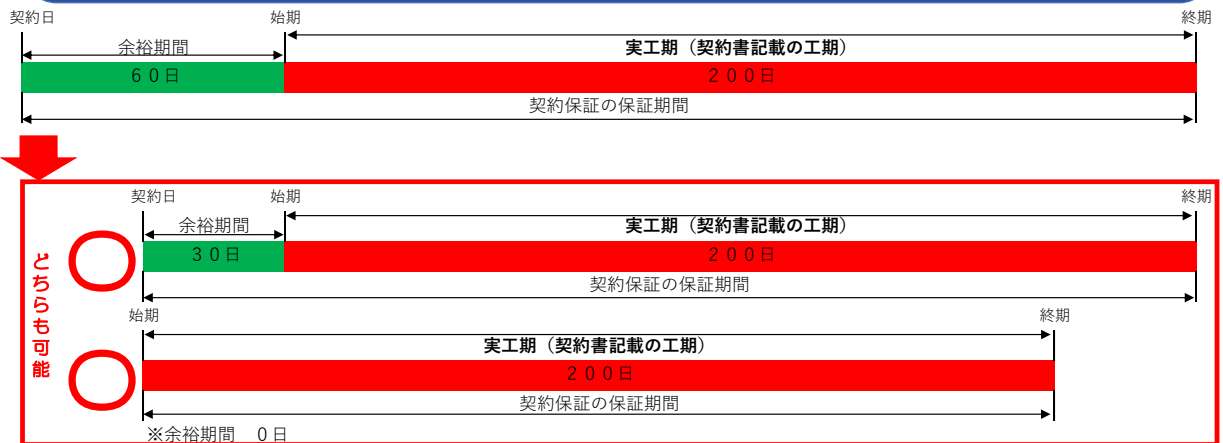 契約日 始期 終期
余裕期間 実工期（契約書記載の工期）
６０日 ２００日
契約保証の保証期間
契約日 始期 終期
余裕期間 実工期（契約書記載の工期）
３０日 ２００日
契約保証の保証期間
どちらも可能
始期 終期
実工期（契約書記載の工期）
２００日
契約保証の保証期間
※余裕期間　０日